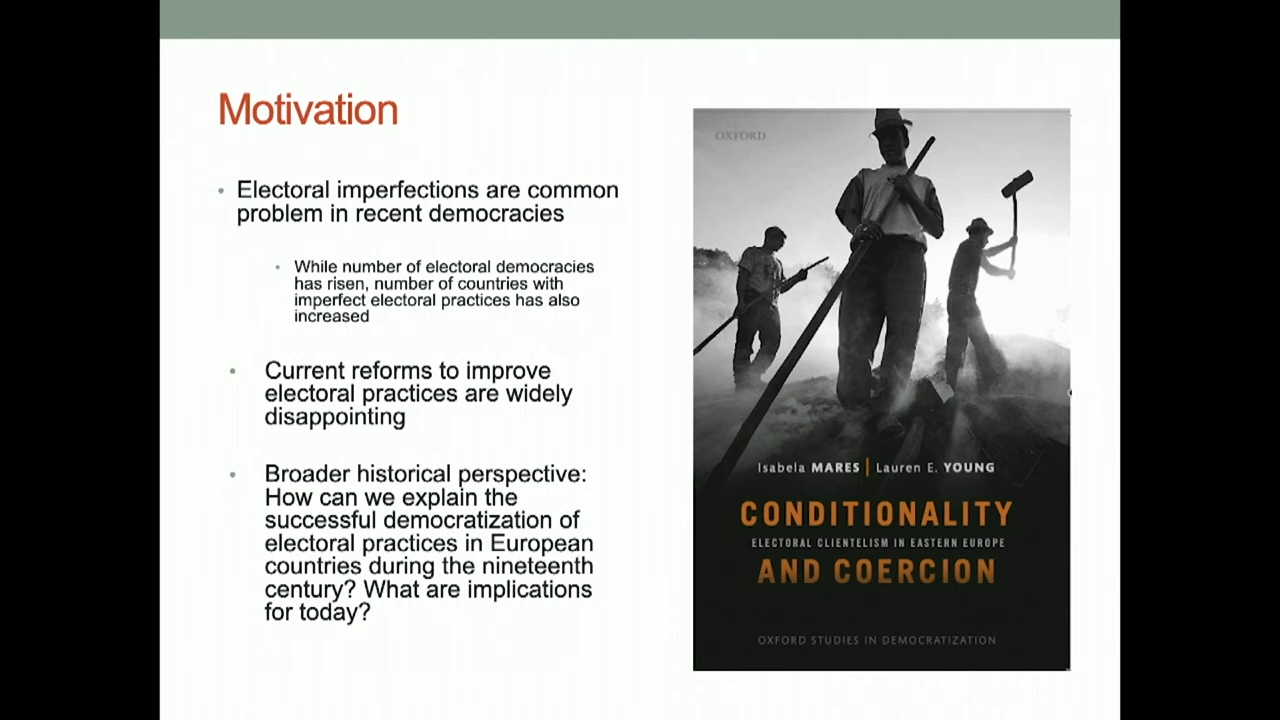 Motivation
• Electoral imperfections are common
problem in recent democracies
• While number of electoral democracies
has risen, number of countries with
imperfect electoral practices has also
increased
• Current reforms to improve
electoral practices are widely
disappointing
• Broader historical perspective:
How can we explain the
successful democratization of
electoral practices in European
countries during the nineteenth
century? What are implications
for today?
OXFORD
Isabela MARES | Lauren E. YOUNG
CONDITIONALITY
ELECTORAL CLIENTELISM IN EASTERN EUROPE
AND COERCION
OXFORD STUDIES IN DEMOCRATIZATION